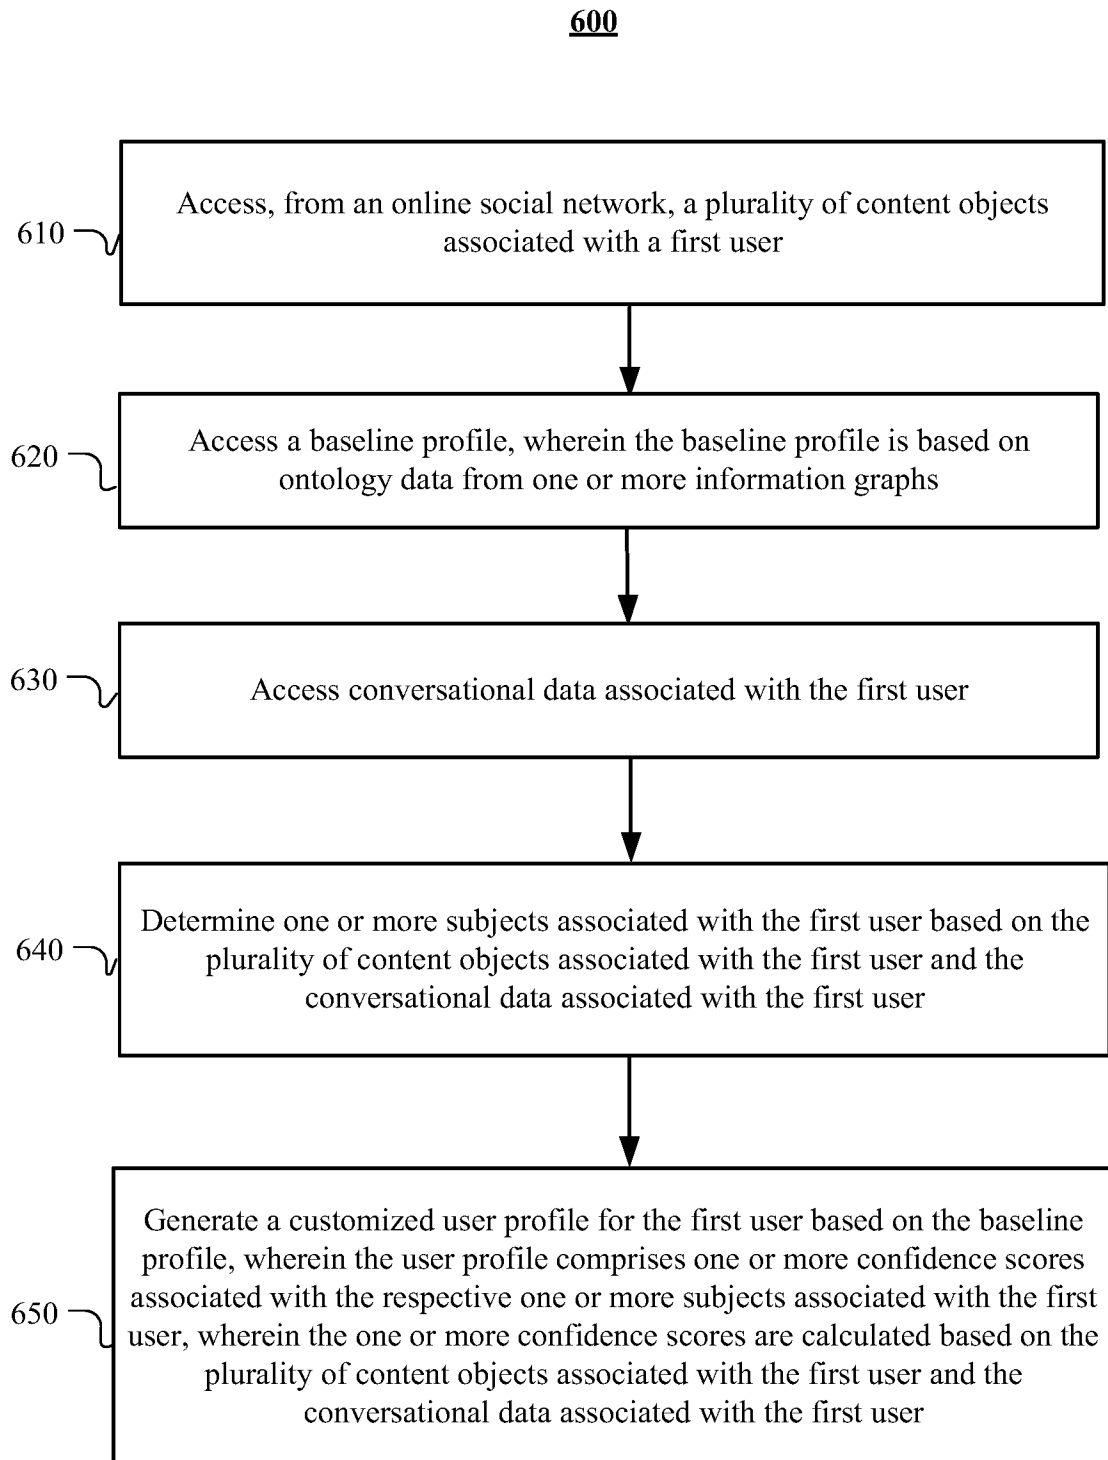 600
610
Access, from an online social network, a plurality of content objects
associated with a first user
620
Access a baseline profile, wherein the baseline profile is based on
ontology data from one or more information graphs
630
Access conversational data associated with the first user
640
Determine one or more subjects associated with the first user based on the
plurality of content objects associated with the first user and the
conversational data associated with the first user
650
Generate a customized user profile for the first user based on the baseline
profile, wherein the user profile comprises one or more confidence scores
associated with the respective one or more subjects associated with the first
user, wherein the one or more confidence scores are calculated based on the
plurality of content objects associated with the first user and the
conversational data associated with the first user